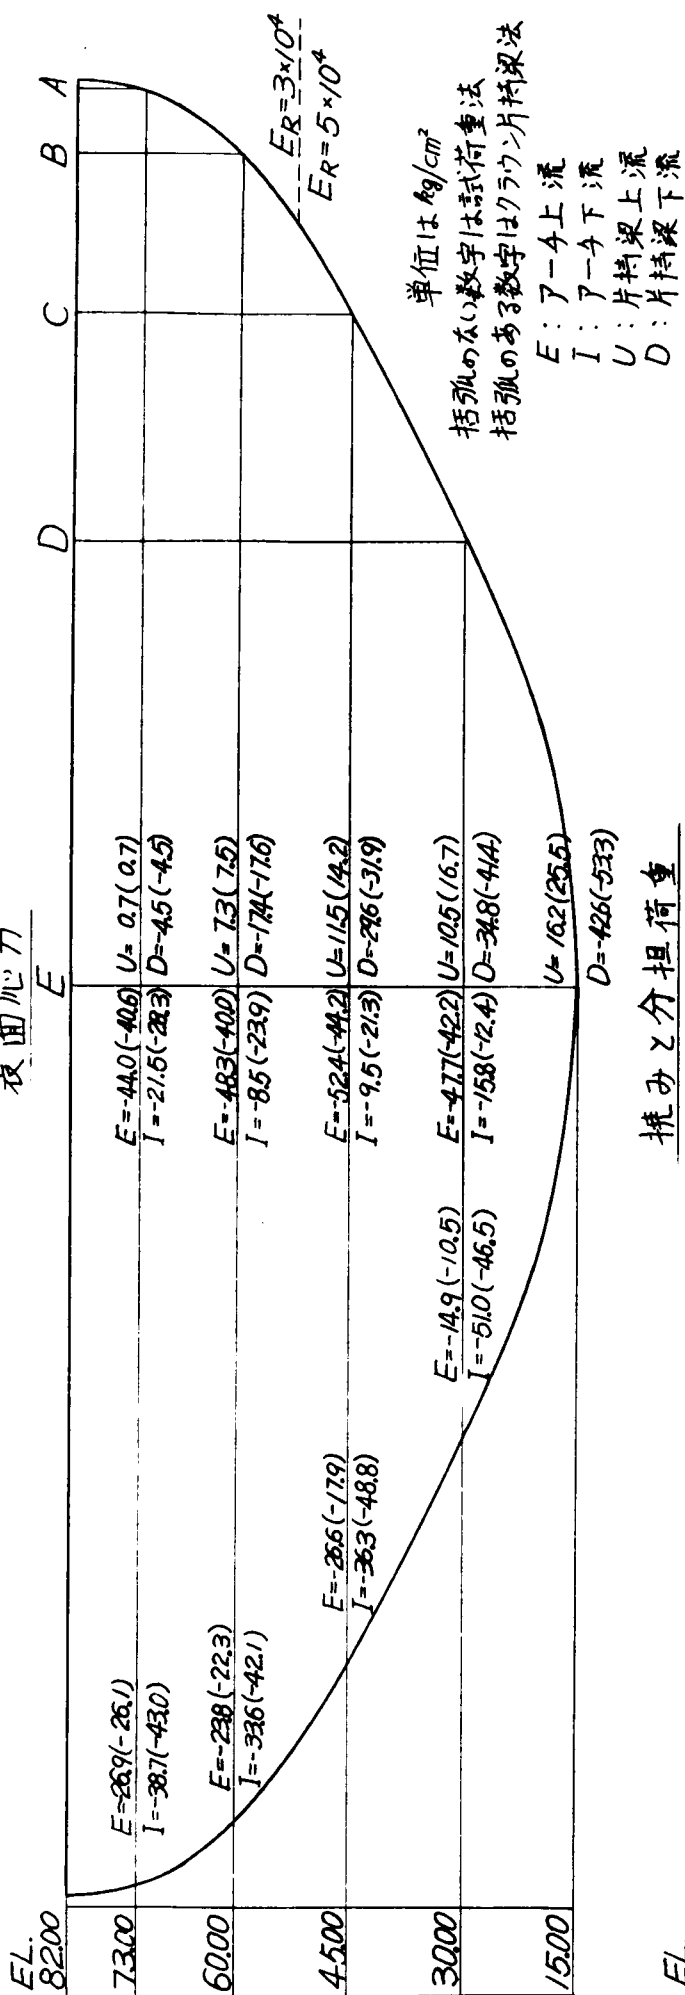 表面応力
EL.
82.00
73.00
60.00
45.00
30.00
15.00
E
D
C
B
A
E=-26.9(-26.1)
I=-38.7(-43.0)
E=-44.0(-40.6)
I=-21.5(-28.3)
U= 0.7( 0.7)
D=-4.5(-4.5)
E=-23.8(-22.3)
I=-33.6(-42.1)
E=-48.3(-40.0)
I=-8.5(-23.9)
U= 7.3( 7.5)
D=-17.4(-17.6)
E=-26.6(-17.9)
I=-36.3(-48.8)
E=-52.4(-44.2)
I=-9.5(-21.3)
U=11.5(14.2)
D=-29.6(-31.9)
E=-14.9(-10.5)
I=-51.0(-46.5)
E=-47.7(-42.2)
I=-15.8(-12.4)
U=10.5(16.7)
D=-34.8(-41.4)
U= 16.2(25.5)
D=-42.6(-53.3)
ER=3×10⁴
ER=5×10⁴
単位は kg/cm²
括弧のない数字は試荷重法
括弧のある数字はクラウン片持梁法
E:アーチ上流
I:アーチ下流
U:片持梁上流
D:片持梁下流
撓みと分担荷重
EL.